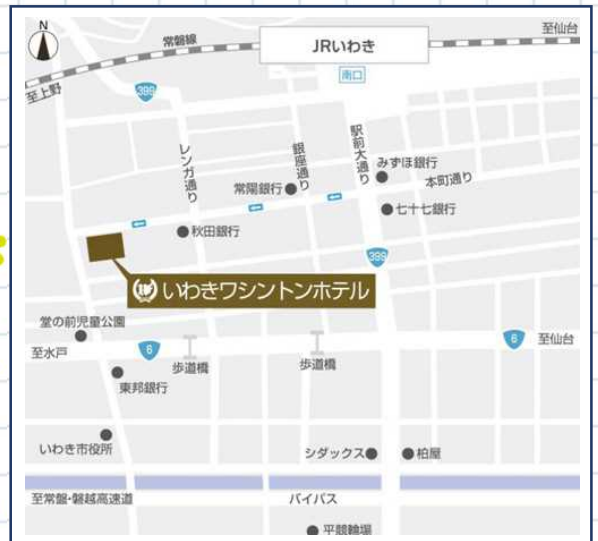 N
常磐線
JRいわき
至仙台
南口
至上野
399
レンガ通り
銀座通り
駅前大通り
みずほ銀行
常陽銀行
本町通り
七十七銀行
秋田銀行
399
いわきワシントンホテル
堂の前児童公園
至水戸
6
歩道橋
歩道橋
6
至仙台
東邦銀行
いわき市役所
シダックス
柏屋
至常磐・磐越高速道
バイパス
平競輪場